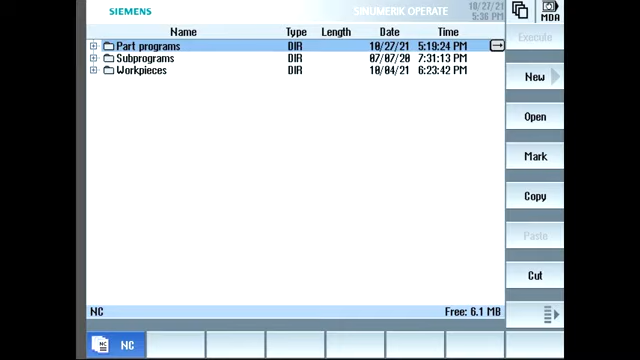 SIEMENS
SINUMERIK OPERATE
10/27/21
5:36 PM
MDA
Name Type Length Date Time
Part programs DIR 10/27/21 5:19:24 PM
Subprograms DIR 07/07/20 7:31:13 PM
Workpieces DIR 10/04/21 6:23:42 PM
Execute
New
Open
Mark
Copy
Paste
Cut
NC Free: 6.1 MB
NC